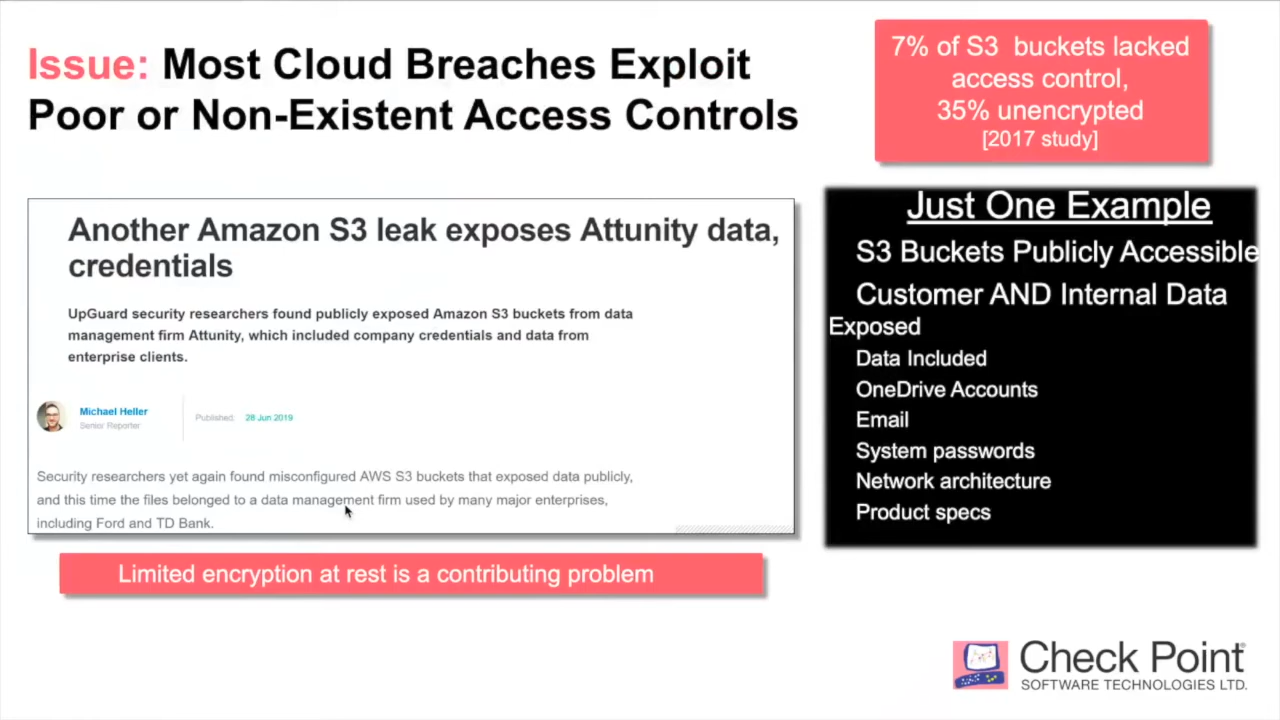 Issue: Most Cloud Breaches Exploit
Poor or Non-Existent Access Controls
7% of S3 buckets lacked
access control,
35% unencrypted
[2017 study]
Another Amazon S3 leak exposes Attunity data,
credentials
UpGuard security researchers found publicly exposed Amazon S3 buckets from data
management firm Attunity, which included company credentials and data from
enterprise clients.
Michael Heller
Senior Reporter
Published: 28 Jun 2019
Security researchers yet again found misconfigured AWS S3 buckets that exposed data publicly,
and this time the files belonged to a data management firm used by many major enterprises,
including Ford and TD Bank.
Limited encryption at rest is a contributing problem
Just One Example
S3 Buckets Publicly Accessible
Customer AND Internal Data
Exposed
Data Included
OneDrive Accounts
Email
System passwords
Network architecture
Product specs
Check Point
SOFTWARE TECHNOLOGIES LTD.